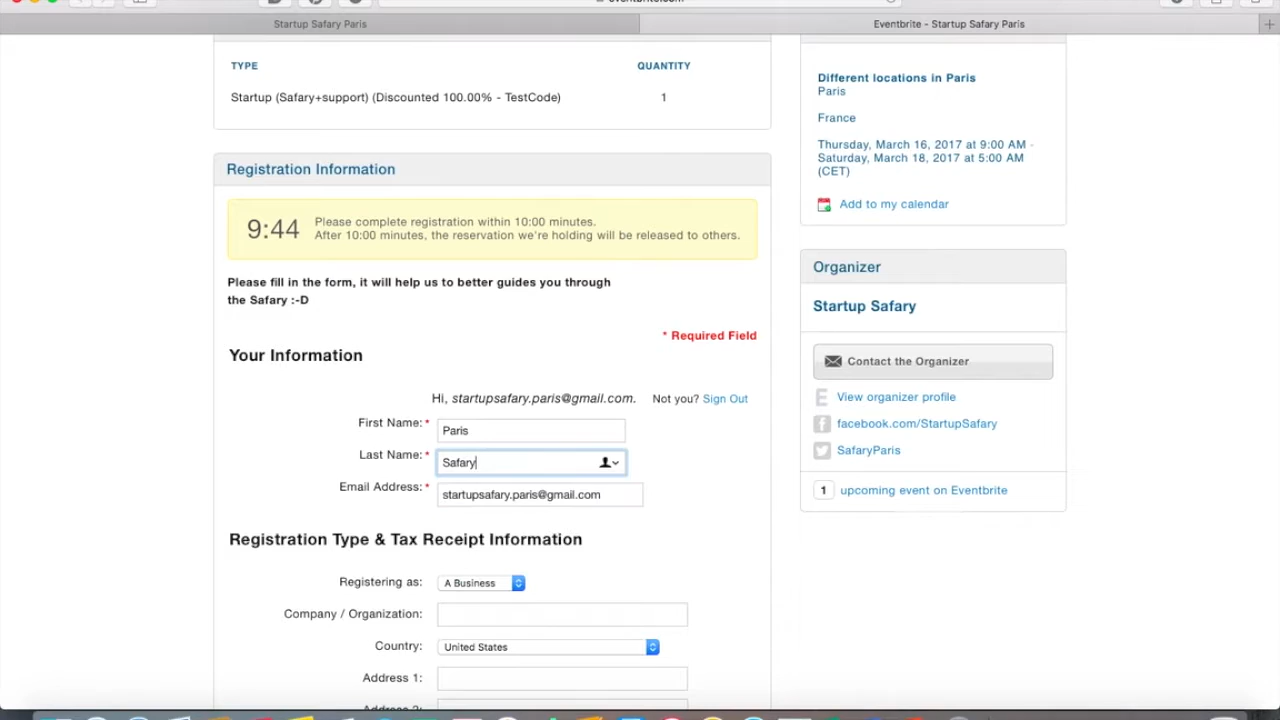 eventbrite.com
Startup Safary Paris
Eventbrite - Startup Safary Paris
TYPE
QUANTITY
Startup (Safary+support) (Discounted 100.00% - TestCode)
1
Different locations in Paris
Paris
France
Thursday, March 16, 2017 at 9:00 AM -
Saturday, March 18, 2017 at 5:00 AM
(CET)
Add to my calendar
Registration Information
9:44
Please complete registration within 10:00 minutes.
After 10:00 minutes, the reservation we're holding will be released to others.
Please fill in the form, it will help us to better guides you through
the Safary :-D
* Required Field
Your Information
Hi, startupsafary.paris@gmail.com. Not you? Sign Out
First Name: *
Paris
Last Name: *
Safary
Email Address: *
startupsafary.paris@gmail.com
Registration Type & Tax Receipt Information
Registering as:
A Business
Company / Organization:
Country:
United States
Address 1:
Address 2:
Organizer
Startup Safary
Contact the Organizer
View organizer profile
facebook.com/StartupSafary
SafaryParis
1 upcoming event on Eventbrite